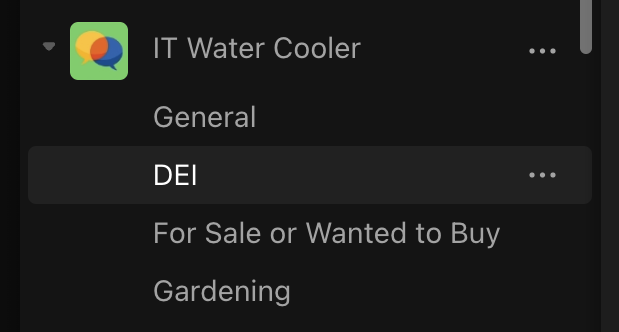 IT Water Cooler
General
DEI
For Sale or Wanted to Buy
Gardening